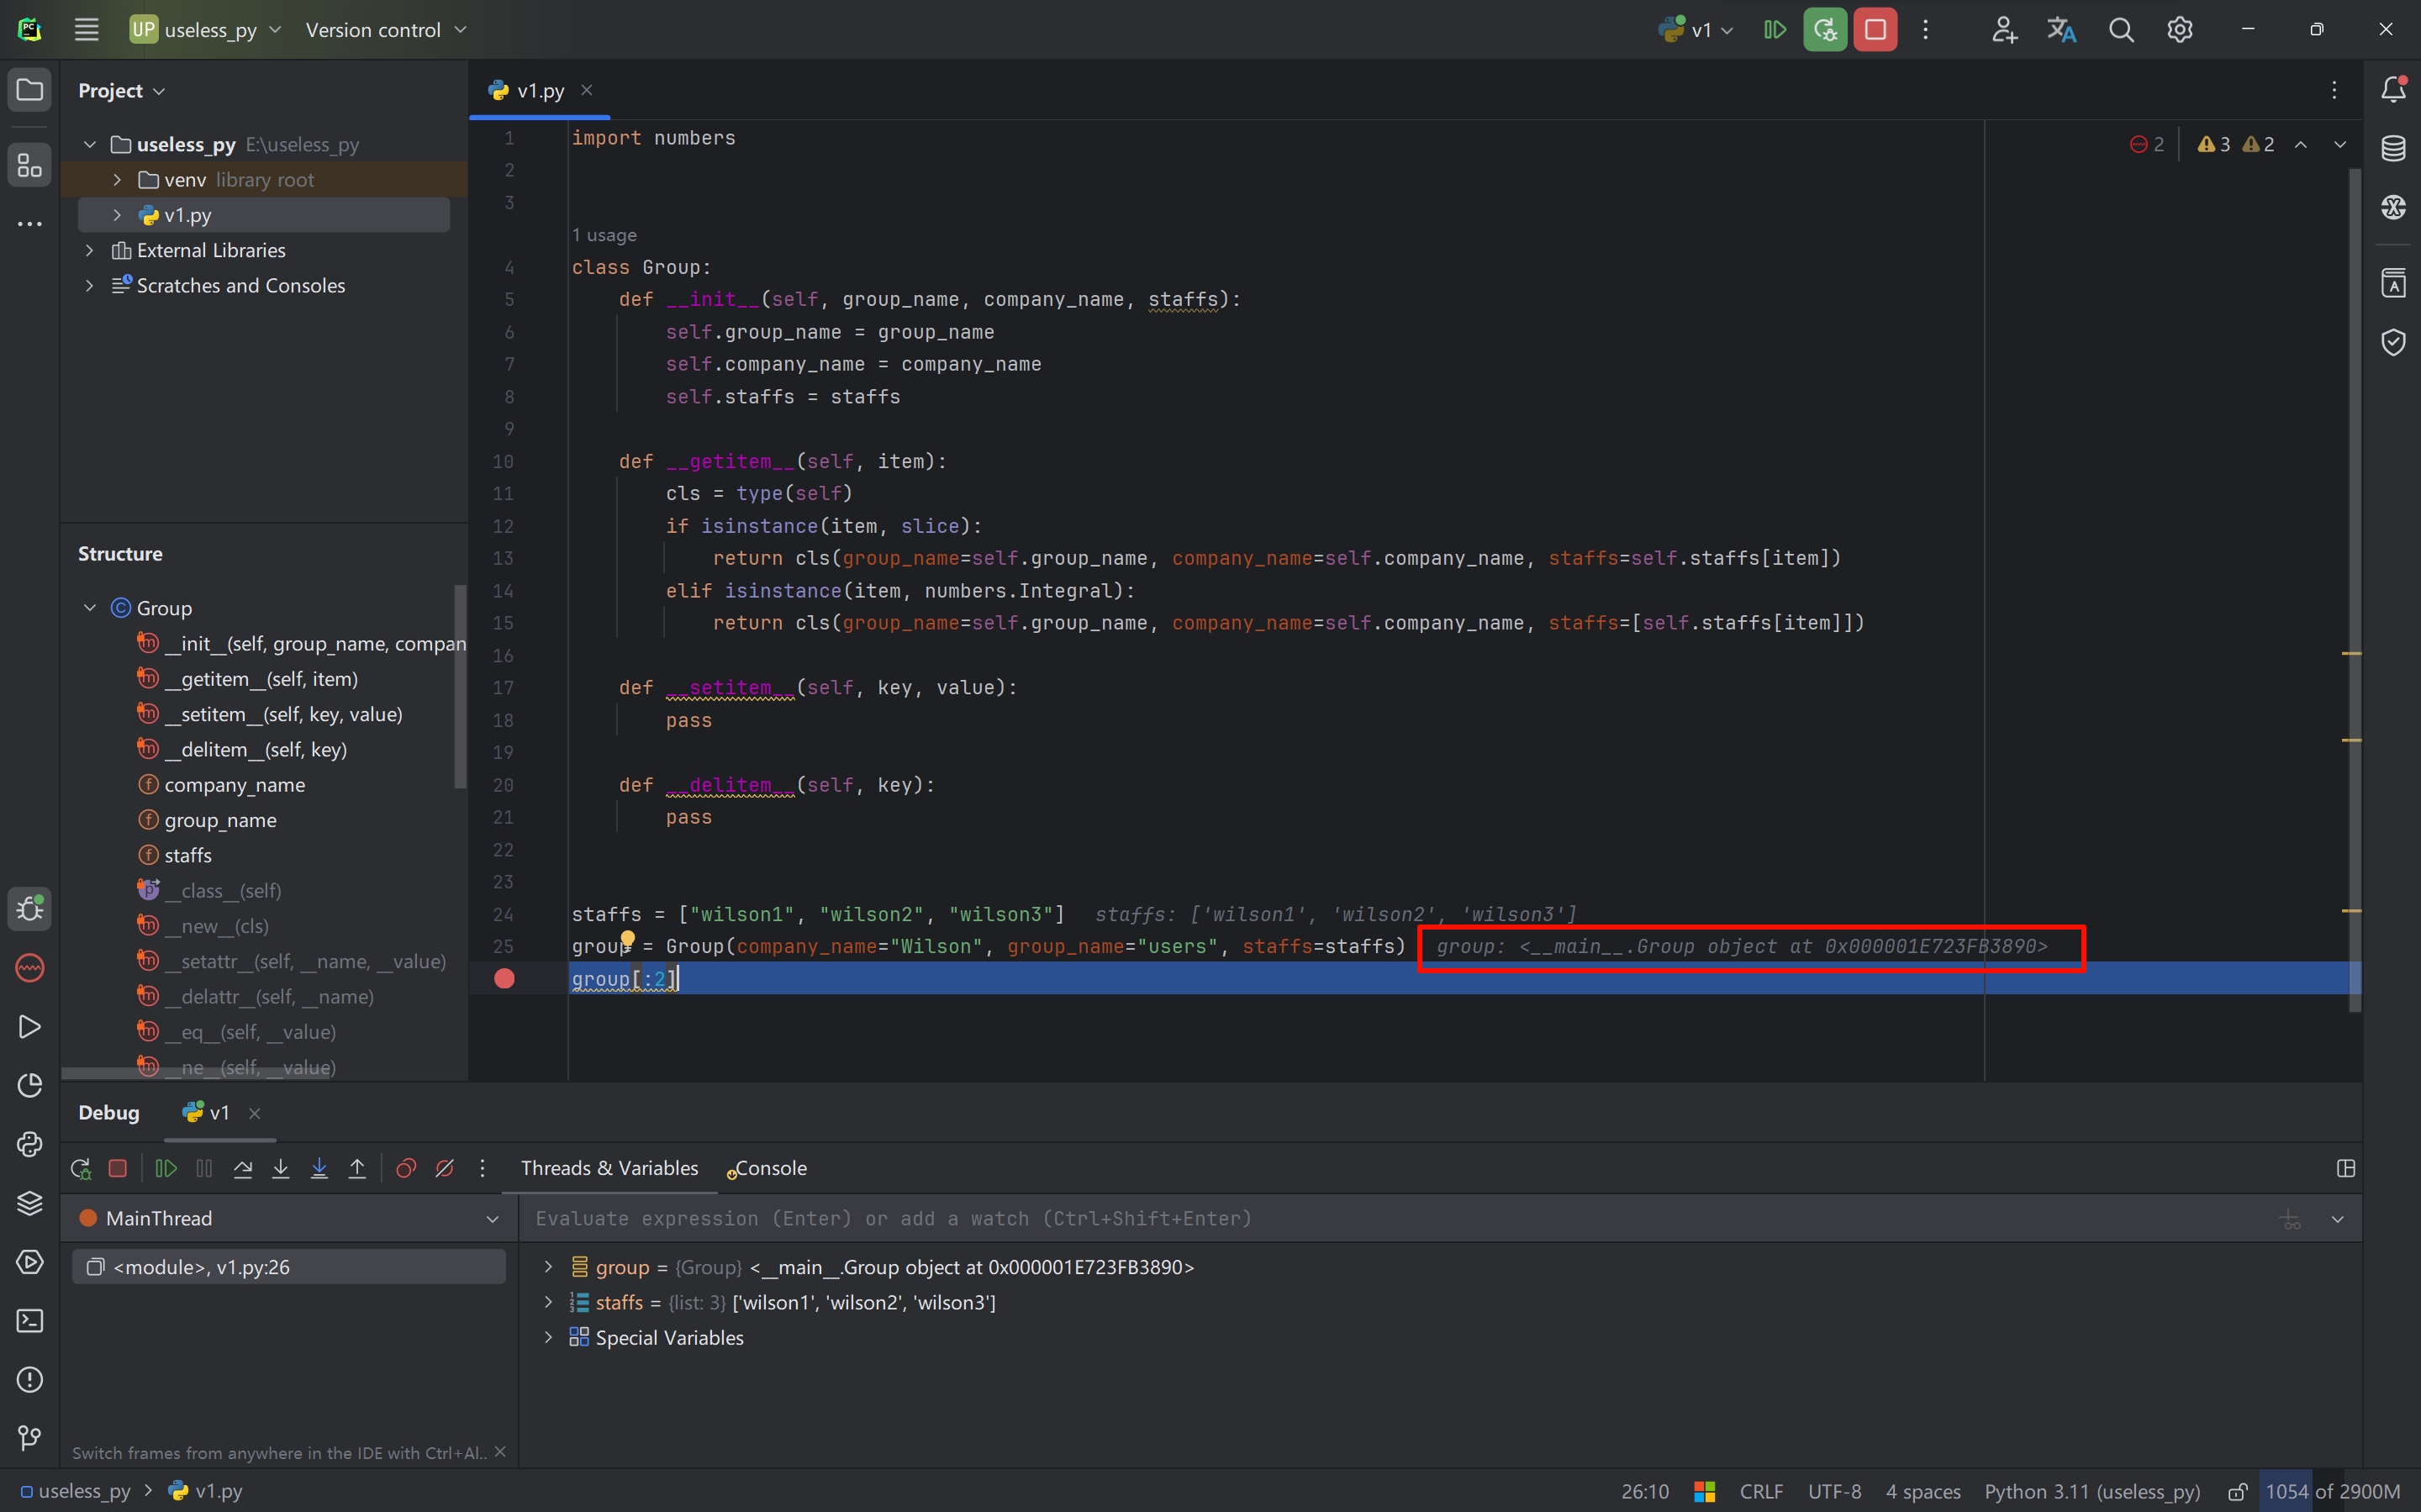 PC
UP useless_py
Version control
v1
Project
useless_py E:\useless_py
venv library root
v1.py
External Libraries
Scratches and Consoles
Structure
Group
__init__(self, group_name, compan
__getitem__(self, item)
__setitem__(self, key, value)
__delitem__(self, key)
company_name
group_name
staffs
__class__(self)
__new__(cls)
__setattr__(self, __name, __value)
__delattr__(self, __name)
__eq__(self, __value)
__ne__(self, __value)
v1.py
2 3 2
1 import numbers
2
3
1 usage
4 class Group:
5 def __init__(self, group_name, company_name, staffs):
6 self.group_name = group_name
7 self.company_name = company_name
8 self.staffs = staffs
9
10 def __getitem__(self, item):
11 cls = type(self)
12 if isinstance(item, slice):
13 return cls(group_name=self.group_name, company_name=self.company_name, staffs=self.staffs[item])
14 elif isinstance(item, numbers.Integral):
15 return cls(group_name=self.group_name, company_name=self.company_name, staffs=[self.staffs[item]])
16
17 def __setitem__(self, key, value):
18 pass
19
20 def __delitem__(self, key):
21 pass
22
23
24 staffs = ["wilson1", "wilson2", "wilson3"] staffs: ['wilson1', 'wilson2', 'wilson3']
25 group = Group(company_name="Wilson", group_name="users", staffs=staffs) group: <__main__.Group object at 0x000001E723FB3890>
group[:2]
Debug
v1
Threads & Variables
Console
MainThread
Evaluate expression (Enter) or add a watch (Ctrl+Shift+Enter)
<module>, v1.py:26
group = {Group} <__main__.Group object at 0x000001E723FB3890>
staffs = {list: 3} ['wilson1', 'wilson2', 'wilson3']
Special Variables
Switch frames from anywhere in the IDE with Ctrl+Al..
useless_py > v1.py
26:10
CRLF
UTF-8
4 spaces
Python 3.11 (useless_py)
1054 of 2900M